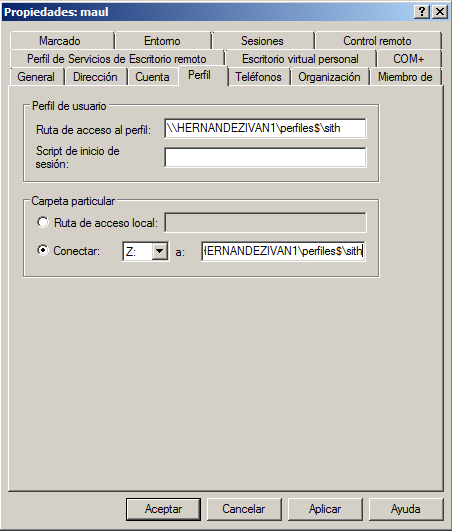 Propiedades: maul
Marcado Entorno Sesiones Control remoto
Perfil de Servicios de Escritorio remoto Escritorio virtual personal COM+
General Dirección Cuenta Perfil Teléfonos Organización Miembro de
Perfil de usuario
Ruta de acceso al perfil: \\HERNANDEZIVAN1\perfiles$\sith
Script de inicio de
sesión:
Carpeta particular
Ruta de acceso local:
Conectar: Z: a: HERNANDEZIVAN1\perfiles$\sith
Aceptar Cancelar Aplicar Ayuda